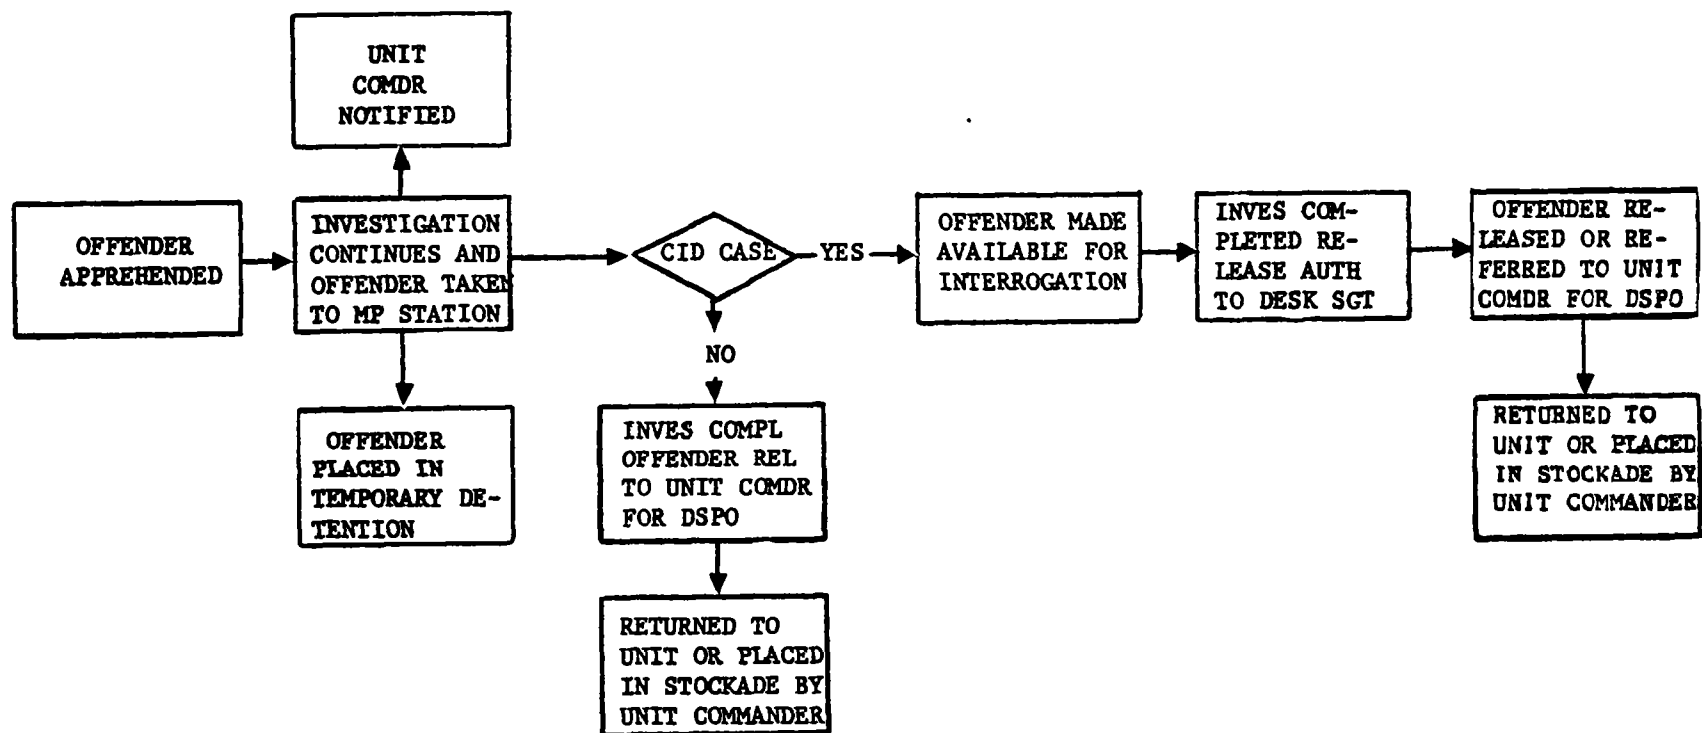 UNIT
COMDR
NOTIFIED
OFFENDER
APPREHENDED
INVESTIGATION
CONTINUES AND
OFFENDER TAKEN
TO MP STATION
CID CASE
YES
OFFENDER MADE
AVAILABLE FOR
INTERROGATION
INVES COM-
PLETED RE-
LEASE AUTH
TO DESK SGT
OFFENDER RE-
LEASED OR RE-
FERRED TO UNIT
COMDR FOR DSPO
NO
OFFENDER
PLACED IN
TEMPORARY DE-
TENTION
INVES COMPL
OFFENDER REL
TO UNIT COMDR
FOR DSPO
RETURNED TO
UNIT OR PLACED
IN STOCKADE BY
UNIT COMMANDER
RETURNED TO
UNIT OR PLACED
IN STOCKADE BY
UNIT COMMANDER